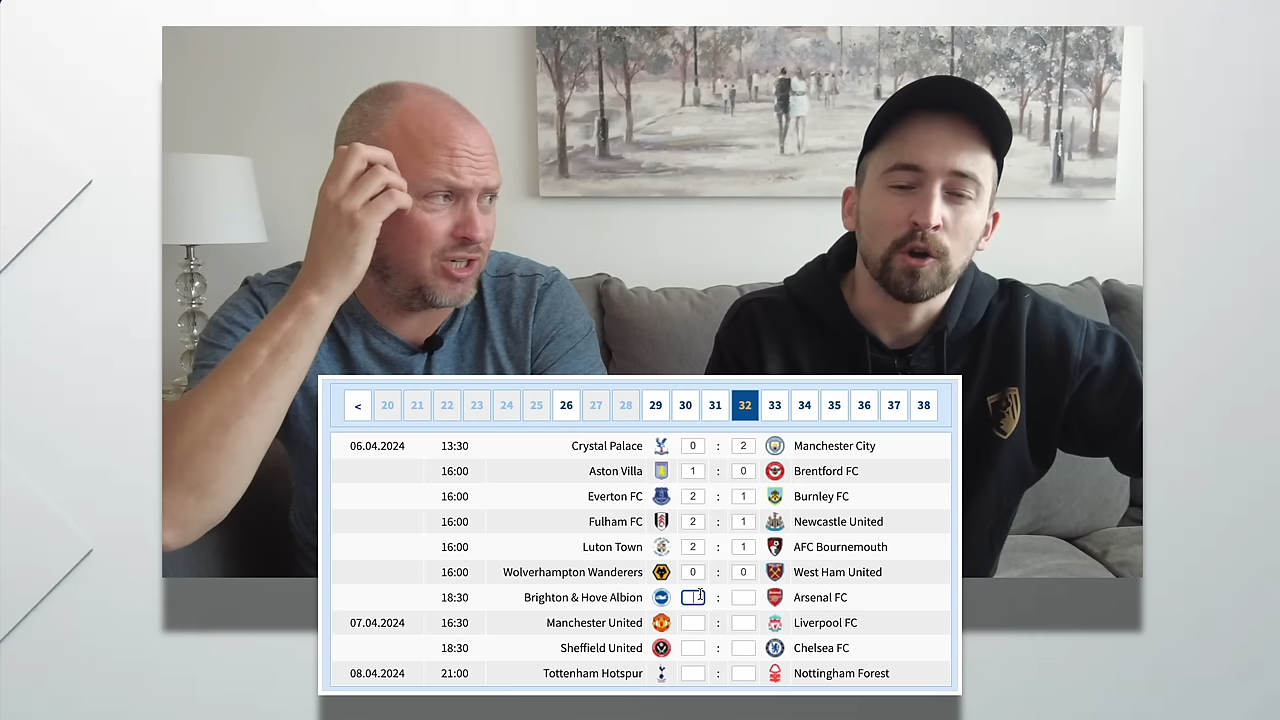 < 20 21 22 23 24 25 26 27 28 29 30 31 32 33 34 35 36 37 38
06.04.2024 13:30 Crystal Palace 0 : 2 Manchester City
16:00 Aston Villa 1 : 0 Brentford FC
16:00 Everton FC 2 : 1 Burnley FC
16:00 Fulham FC 2 : 1 Newcastle United
16:00 Luton Town 2 : 1 AFC Bournemouth
16:00 Wolverhampton Wanderers 0 : 0 West Ham United
18:30 Brighton & Hove Albion : Arsenal FC
07.04.2024 16:30 Manchester United : Liverpool FC
18:30 Sheffield United : Chelsea FC
08.04.2024 21:00 Tottenham Hotspur : Nottingham Forest